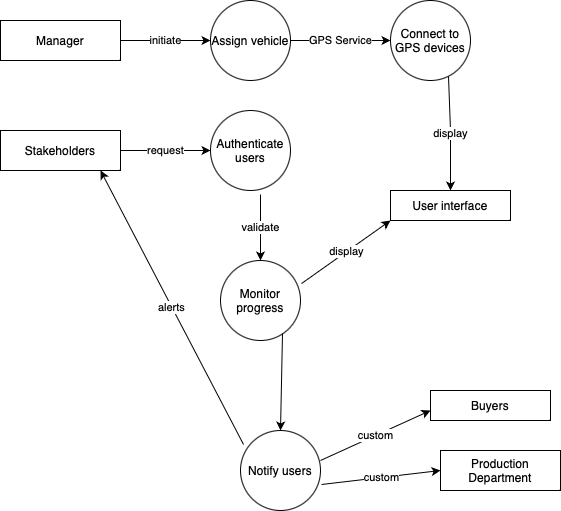 Manager
initiate
Assign vehicle
GPS Service
Connect to
GPS devices
display
Stakeholders
request
Authenticate
users
User interface
validate
display
Monitor
progress
alerts
Buyers
custom
Notify users
custom
Production
Department